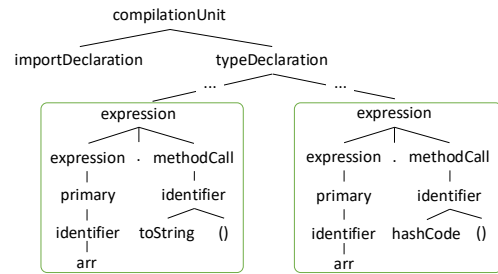 compilationUnit
importDeclaration typeDeclaration
... ...
expression expression
expression . methodCall expression . methodCall
primary identifier primary identifier
identifier toString () identifier hashCode ()
arr arr